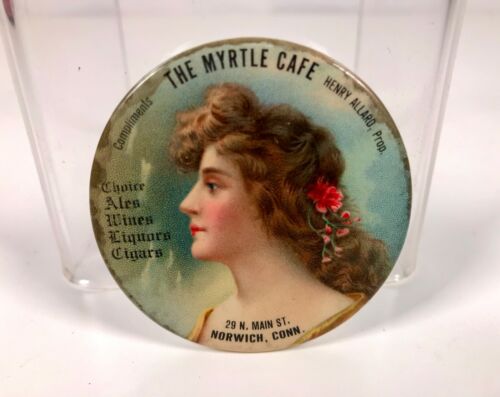 Compliments
THE MYRTLE CAFE
HENRY ALLARD, Prop.
Choice
Ales
Wines
Liquors
Cigars
29 N. MAIN ST.
NORWICH, CONN.